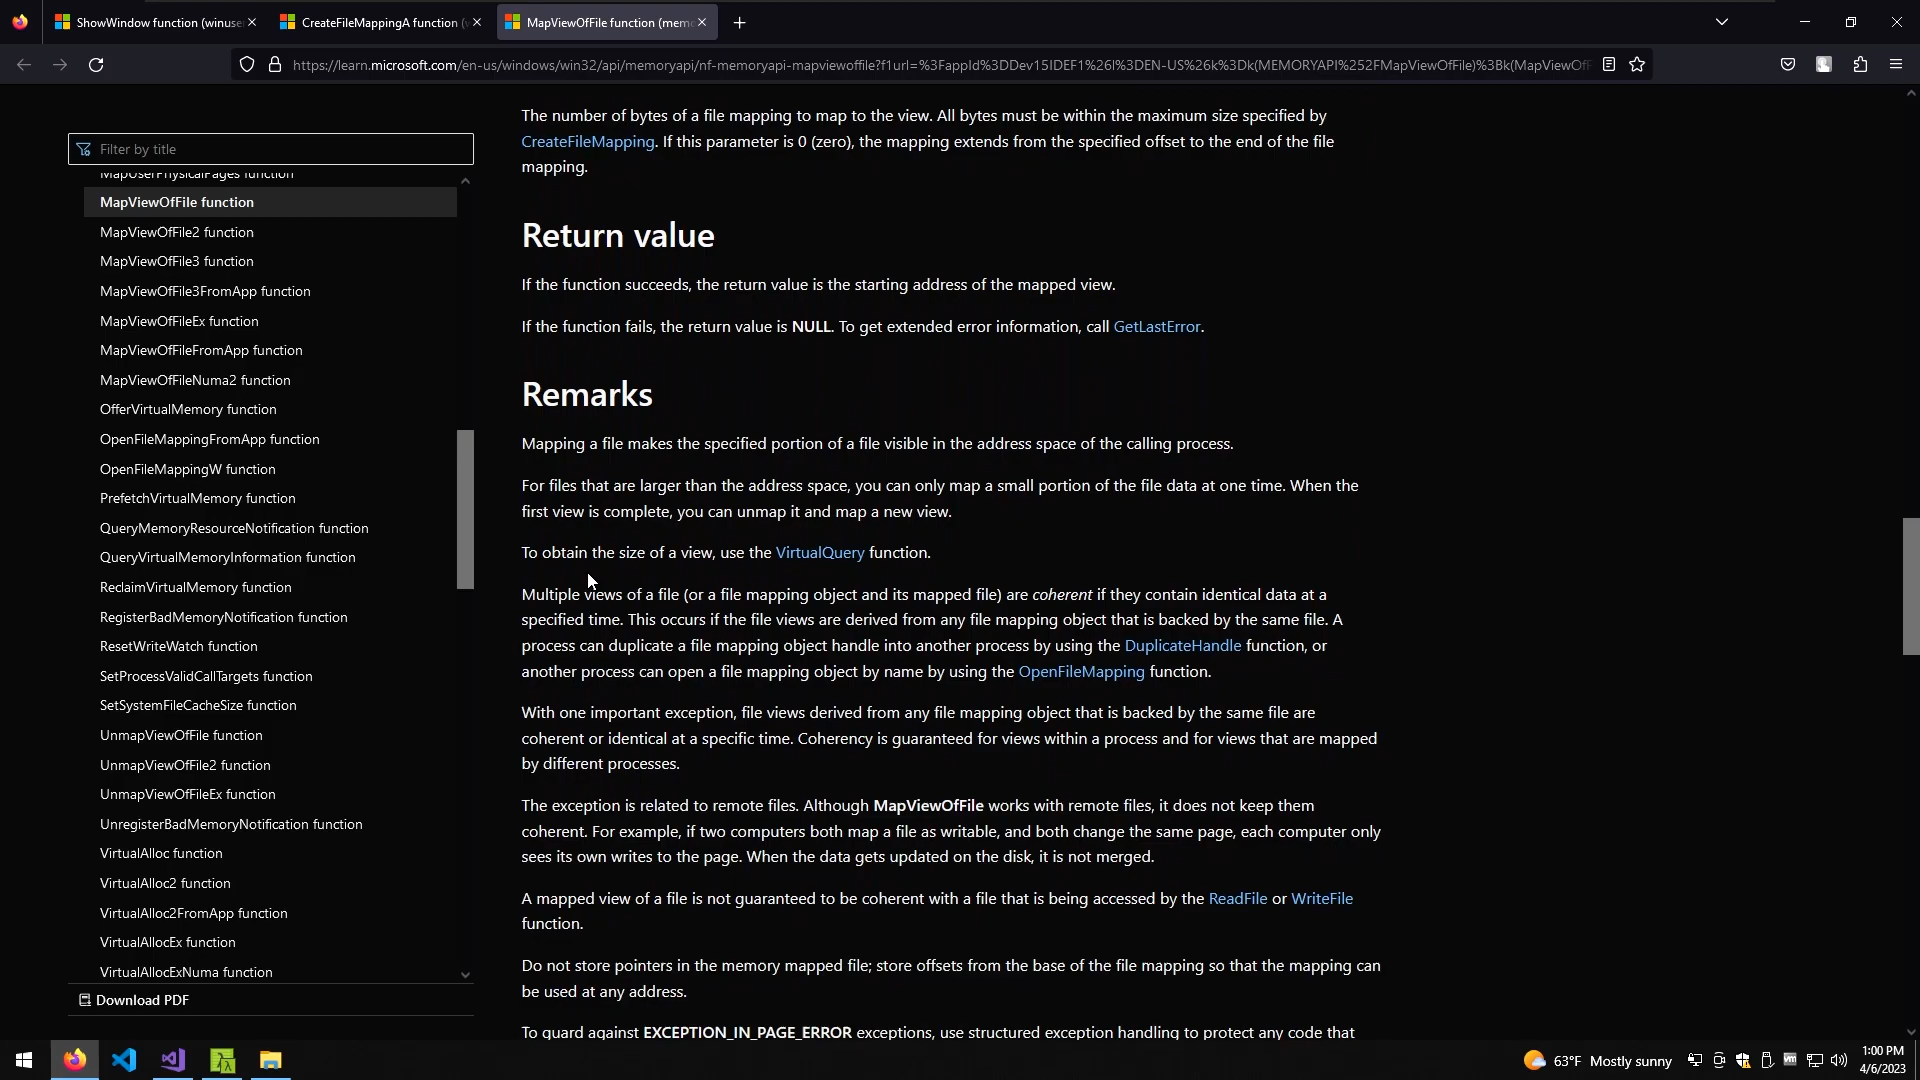 ShowWindow function (winuse
CreateFileMappingA function (
MapViewOfFile function (mem
https://learn.microsoft.com/en-us/windows/win32/api/memoryapi/nf-memoryapi-mapviewoffile?f1url=%3FappId%3DDev15IDEF1%26l%3DEN-US%26k%3Dk(MEMORYAPI%252FMapViewOfFile)%3Bk(MapViewOf
Filter by title
MapUserPhysicalPages function
MapViewOfFile function
MapViewOfFile2 function
MapViewOfFile3 function
MapViewOfFile3FromApp function
MapViewOfFileEx function
MapViewOfFileFromApp function
MapViewOfFileNuma2 function
OfferVirtualMemory function
OpenFileMappingFromApp function
OpenFileMappingW function
PrefetchVirtualMemory function
QueryMemoryResourceNotification function
QueryVirtualMemoryInformation function
ReclaimVirtualMemory function
RegisterBadMemoryNotification function
ResetWriteWatch function
SetProcessValidCallTargets function
SetSystemFileCacheSize function
UnmapViewOfFile function
UnmapViewOfFile2 function
UnmapViewOfFileEx function
UnregisterBadMemoryNotification function
VirtualAlloc function
VirtualAlloc2 function
VirtualAlloc2FromApp function
VirtualAllocEx function
VirtualAllocExNuma function
Download PDF
The number of bytes of a file mapping to map to the view. All bytes must be within the maximum size specified by
CreateFileMapping. If this parameter is 0 (zero), the mapping extends from the specified offset to the end of the file
mapping.
Return value
If the function succeeds, the return value is the starting address of the mapped view.
If the function fails, the return value is NULL. To get extended error information, call GetLastError.
Remarks
Mapping a file makes the specified portion of a file visible in the address space of the calling process.
For files that are larger than the address space, you can only map a small portion of the file data at one time. When the
first view is complete, you can unmap it and map a new view.
To obtain the size of a view, use the VirtualQuery function.
Multiple views of a file (or a file mapping object and its mapped file) are coherent if they contain identical data at a
specified time. This occurs if the file views are derived from any file mapping object that is backed by the same file. A
process can duplicate a file mapping object handle into another process by using the DuplicateHandle function, or
another process can open a file mapping object by name by using the OpenFileMapping function.
With one important exception, file views derived from any file mapping object that is backed by the same file are
coherent or identical at a specific time. Coherency is guaranteed for views within a process and for views that are mapped
by different processes.
The exception is related to remote files. Although MapViewOfFile works with remote files, it does not keep them
coherent. For example, if two computers both map a file as writable, and both change the same page, each computer only
sees its own writes to the page. When the data gets updated on the disk, it is not merged.
A mapped view of a file is not guaranteed to be coherent with a file that is being accessed by the ReadFile or WriteFile
function.
Do not store pointers in the memory mapped file; store offsets from the base of the file mapping so that the mapping can
be used at any address.
To guard against EXCEPTION_IN_PAGE_ERROR exceptions, use structured exception handling to protect any code that
63°F Mostly sunny
1:00 PM
4/6/2023